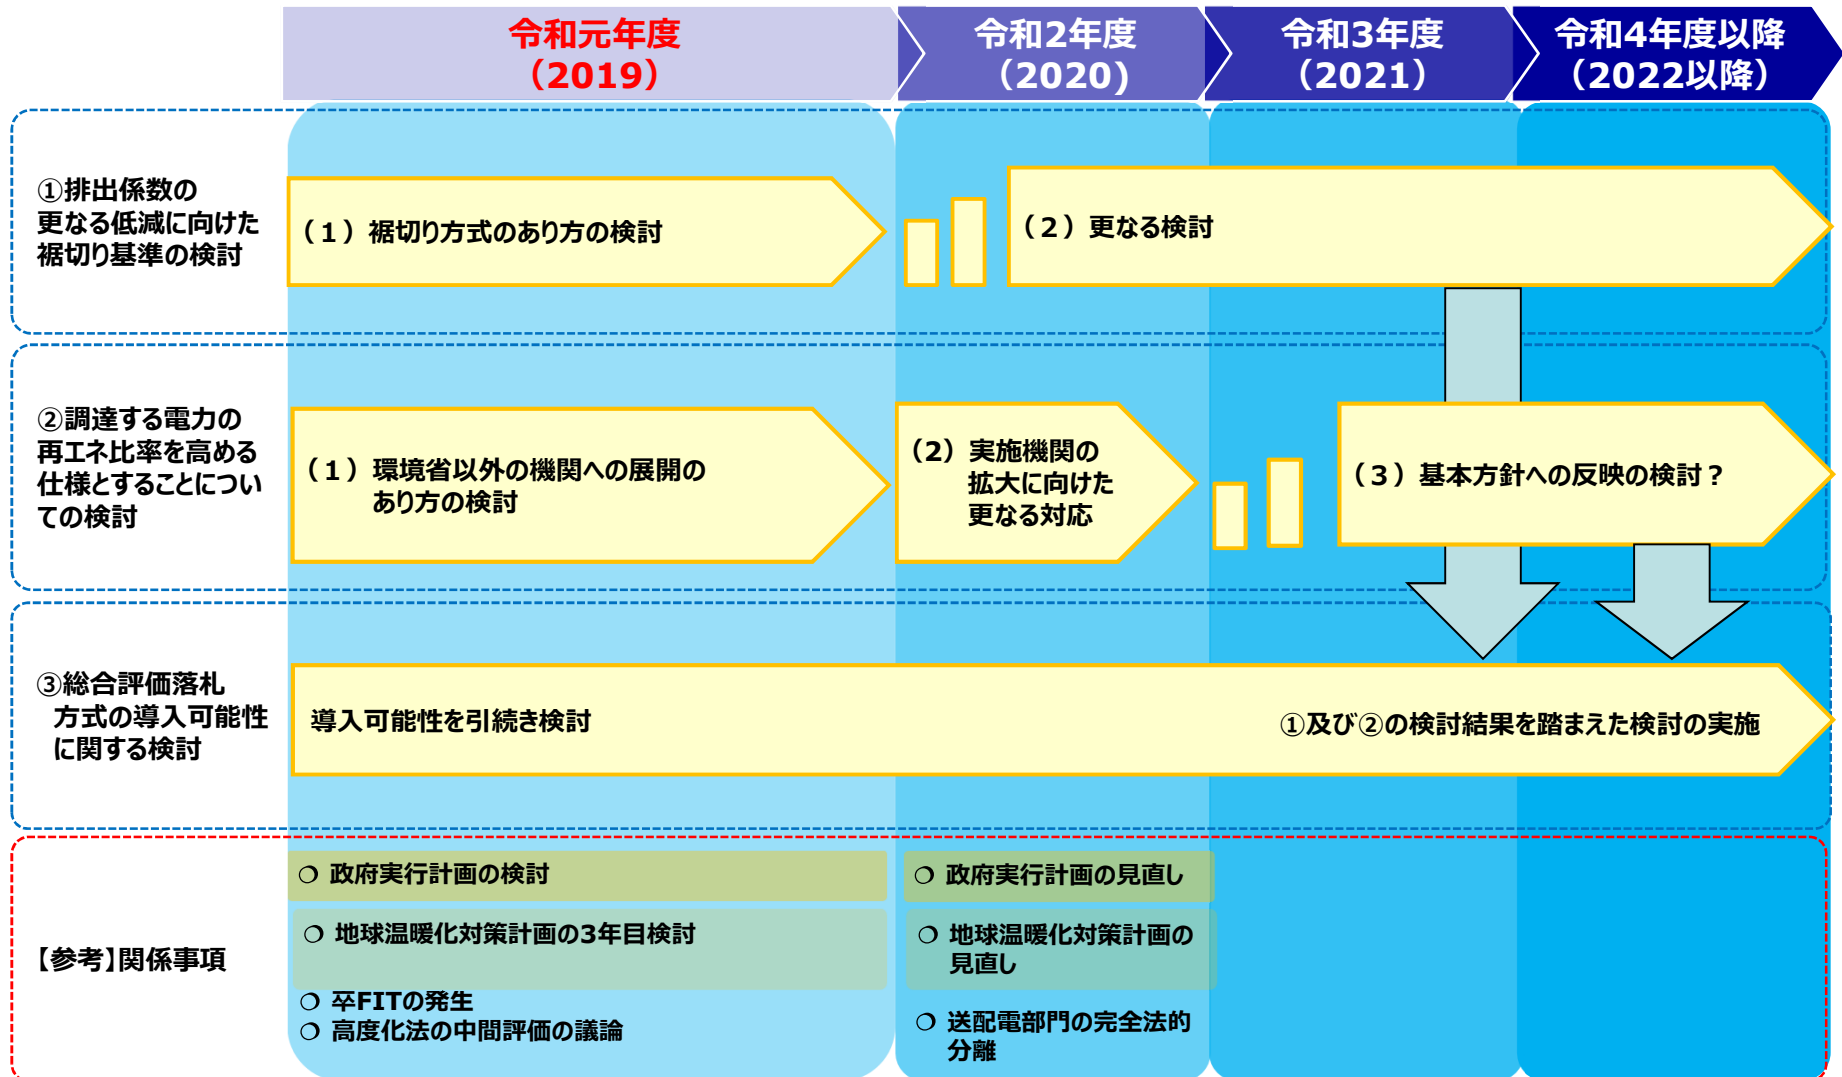 令和元年度
（2019）
令和2年度
（2020)
令和3年度
（2021）
令和4年度以降
（2022以降）
①排出係数の
更なる低減に向けた
裾切り基準の検討
（１）裾切り方式のあり方の検討
（２）更なる検討
②調達する電力の
再エネ比率を高める
仕様とすることについ
ての検討
（１）環境省以外の機関への展開の
あり方の検討
（2）実施機関の
拡大に向けた
更なる対応
（３）基本方針への反映の検討？
③総合評価落札
方式の導入可能性
に関する検討
導入可能性を引続き検討
①及び②の検討結果を踏まえた検討の実施
【参考】関係事項
❍ 政府実行計画の検討
❍ 地球温暖化対策計画の3年目検討
❍ 卒FITの発生
❍ 高度化法の中間評価の議論
❍ 政府実行計画の見直し
❍ 地球温暖化対策計画の
見直し
❍ 送配電部門の完全法的
分離